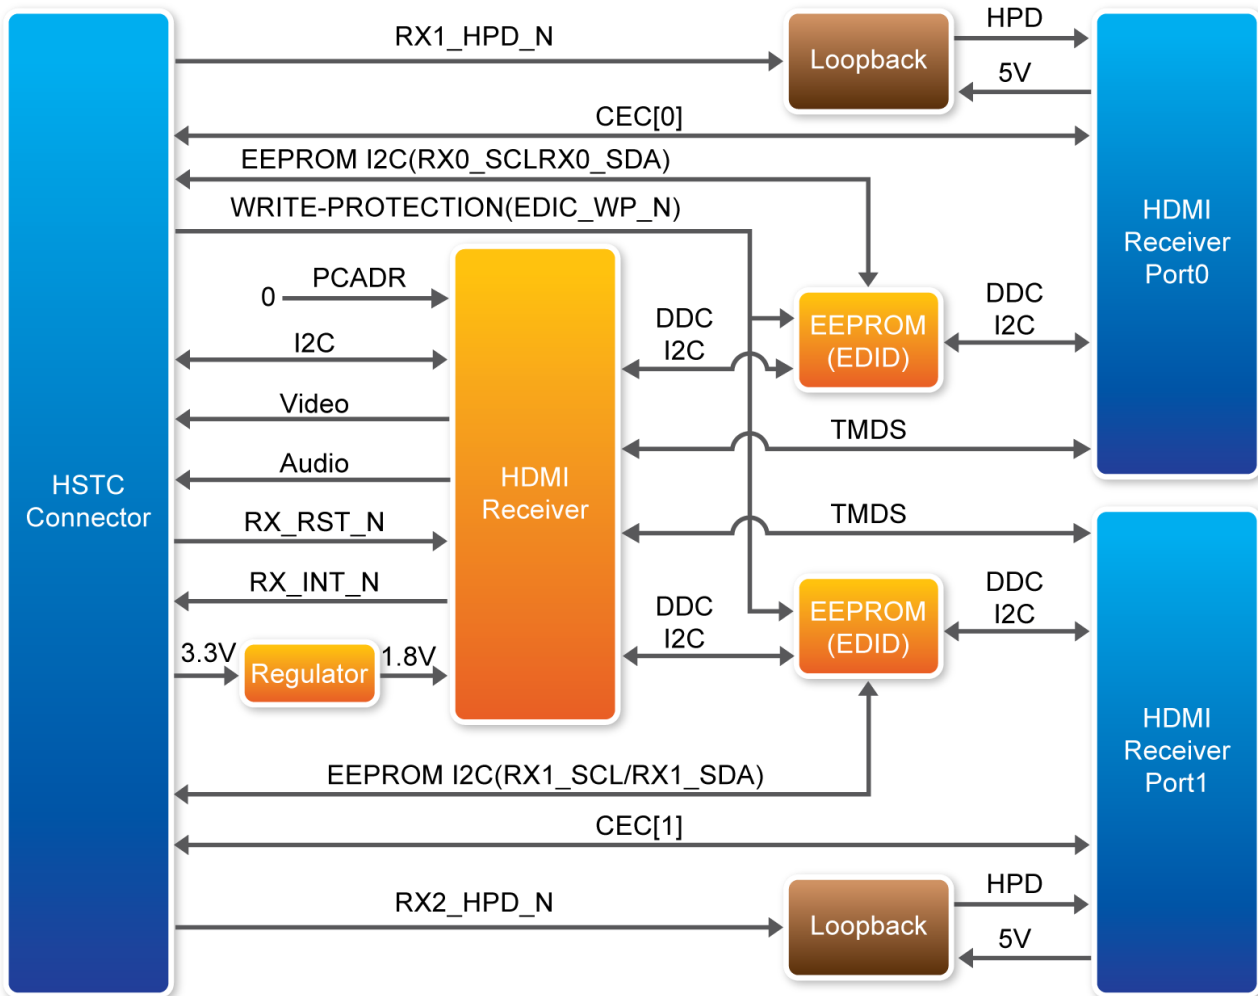 HPD
RX1_HPD_N
Loopback
5V
CEC[0]
EEPROM I2C(RX0_SCLRX0_SDA)
WRITE-PROTECTION(EDIC_WP_N)
HDMI
Receiver
Port0
PCADR
0
DDC
I2C
EEPROM
(EDID)
DDC
I2C
I2C
Video
TMDS
Audio
HSTC
Connector
HDMI
Receiver
RX_RST_N
TMDS
RX_INT_N
DDC
I2C
EEPROM
(EDID)
DDC
I2C
3.3V
Regulator
1.8V
HDMI
Receiver
Port1
EEPROM I2C(RX1_SCL/RX1_SDA)
CEC[1]
HPD
RX2_HPD_N
Loopback
5V